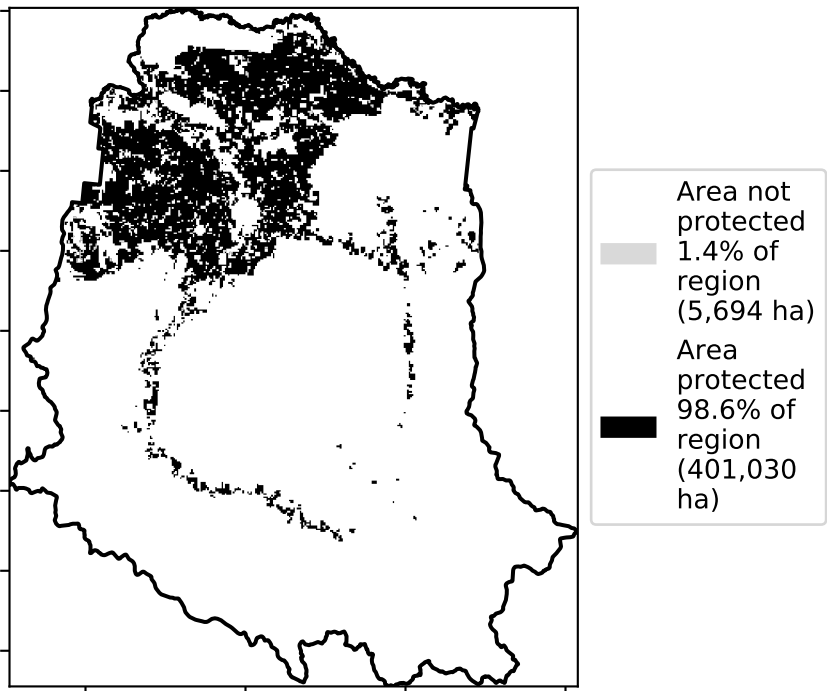 Area not
protected
1.4% of
region
(5,694 ha)
Area
protected
98.6% of
region
(401,030
ha)